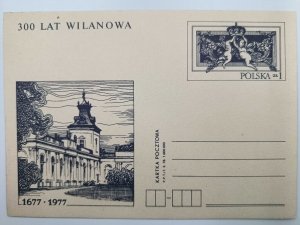 300 LAT WILANOWA
POLSKA zł 1
1677 · 1977
KARTKA POCZTOWA